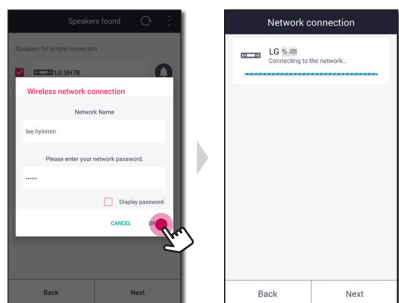 Speakers found
Speakers for simple connection
LG SH7B
Wireless network connection
Network Name
lee.hyinmin
Please enter your network password.
••••••
Display password
CANCEL
Back
Next
Network connection
LG
Connecting to the network...
Back
Next